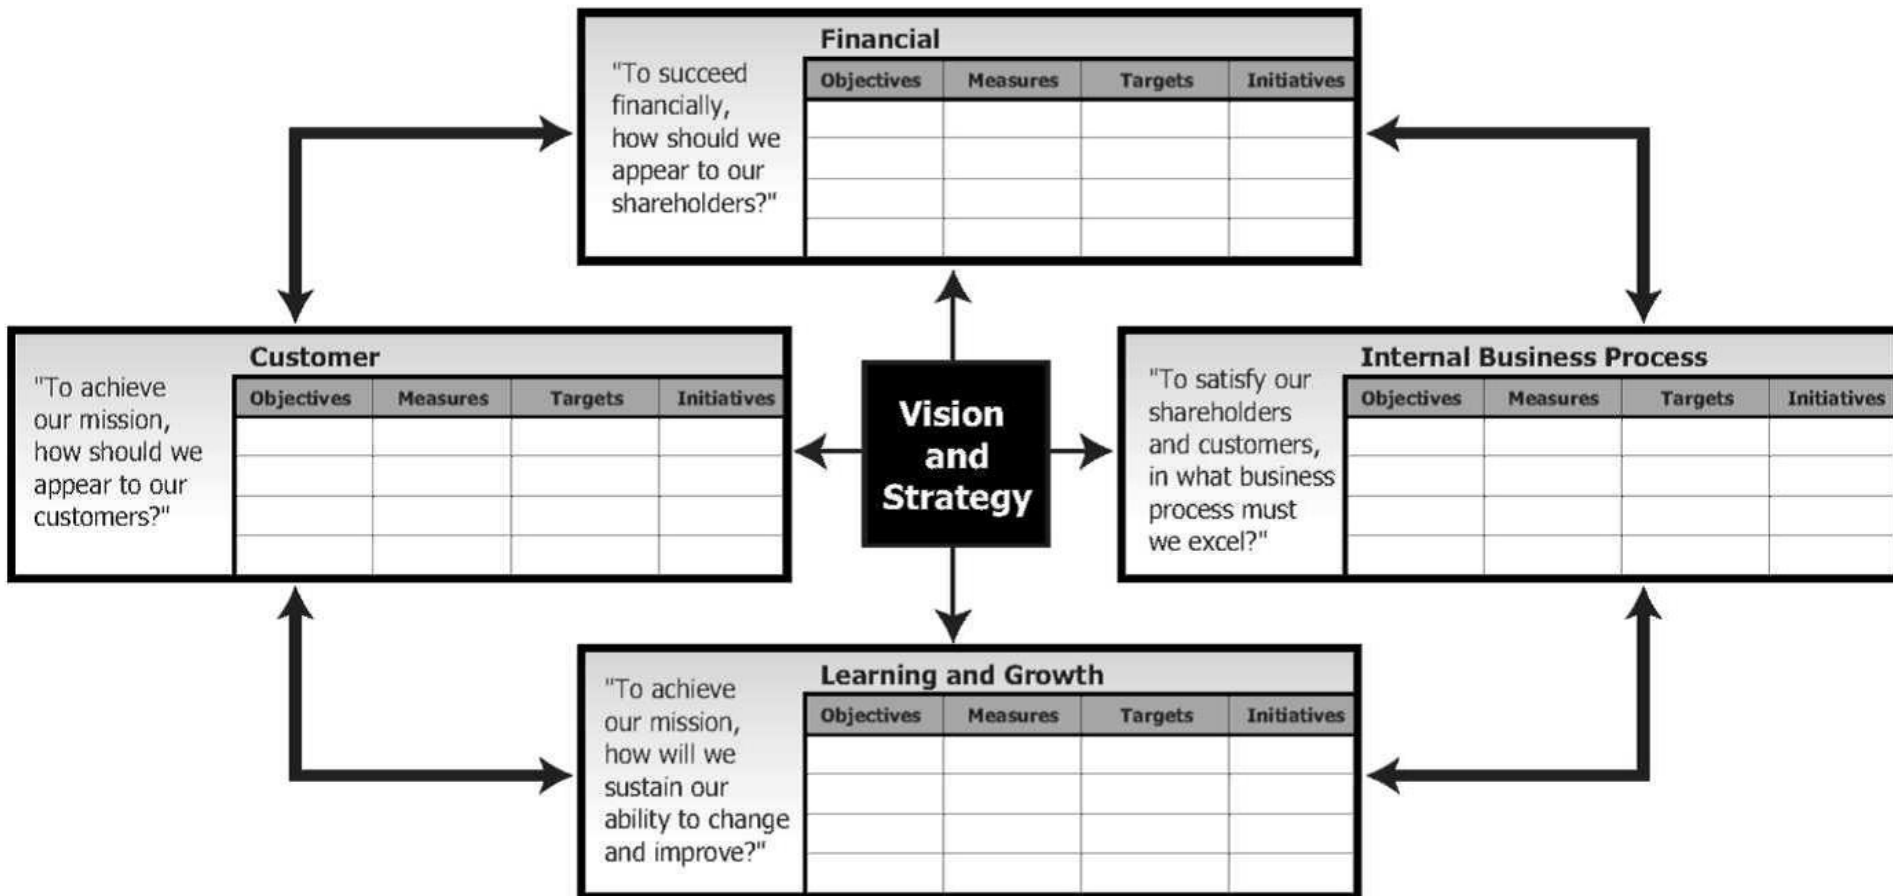 Financial
"To succeed
financially,
how should we
appear to our
shareholders?"
Objectives Measures Targets Initiatives
Customer
"To achieve
our mission,
how should we
appear to our
customers?"
Objectives Measures Targets Initiatives
Vision
and
Strategy
Internal Business Process
"To satisfy our
shareholders
and customers,
in what business
process must
we excel?"
Objectives Measures Targets Initiatives
Learning and Growth
"To achieve
our mission,
how will we
sustain our
ability to change
and improve?"
Objectives Measures Targets Initiatives